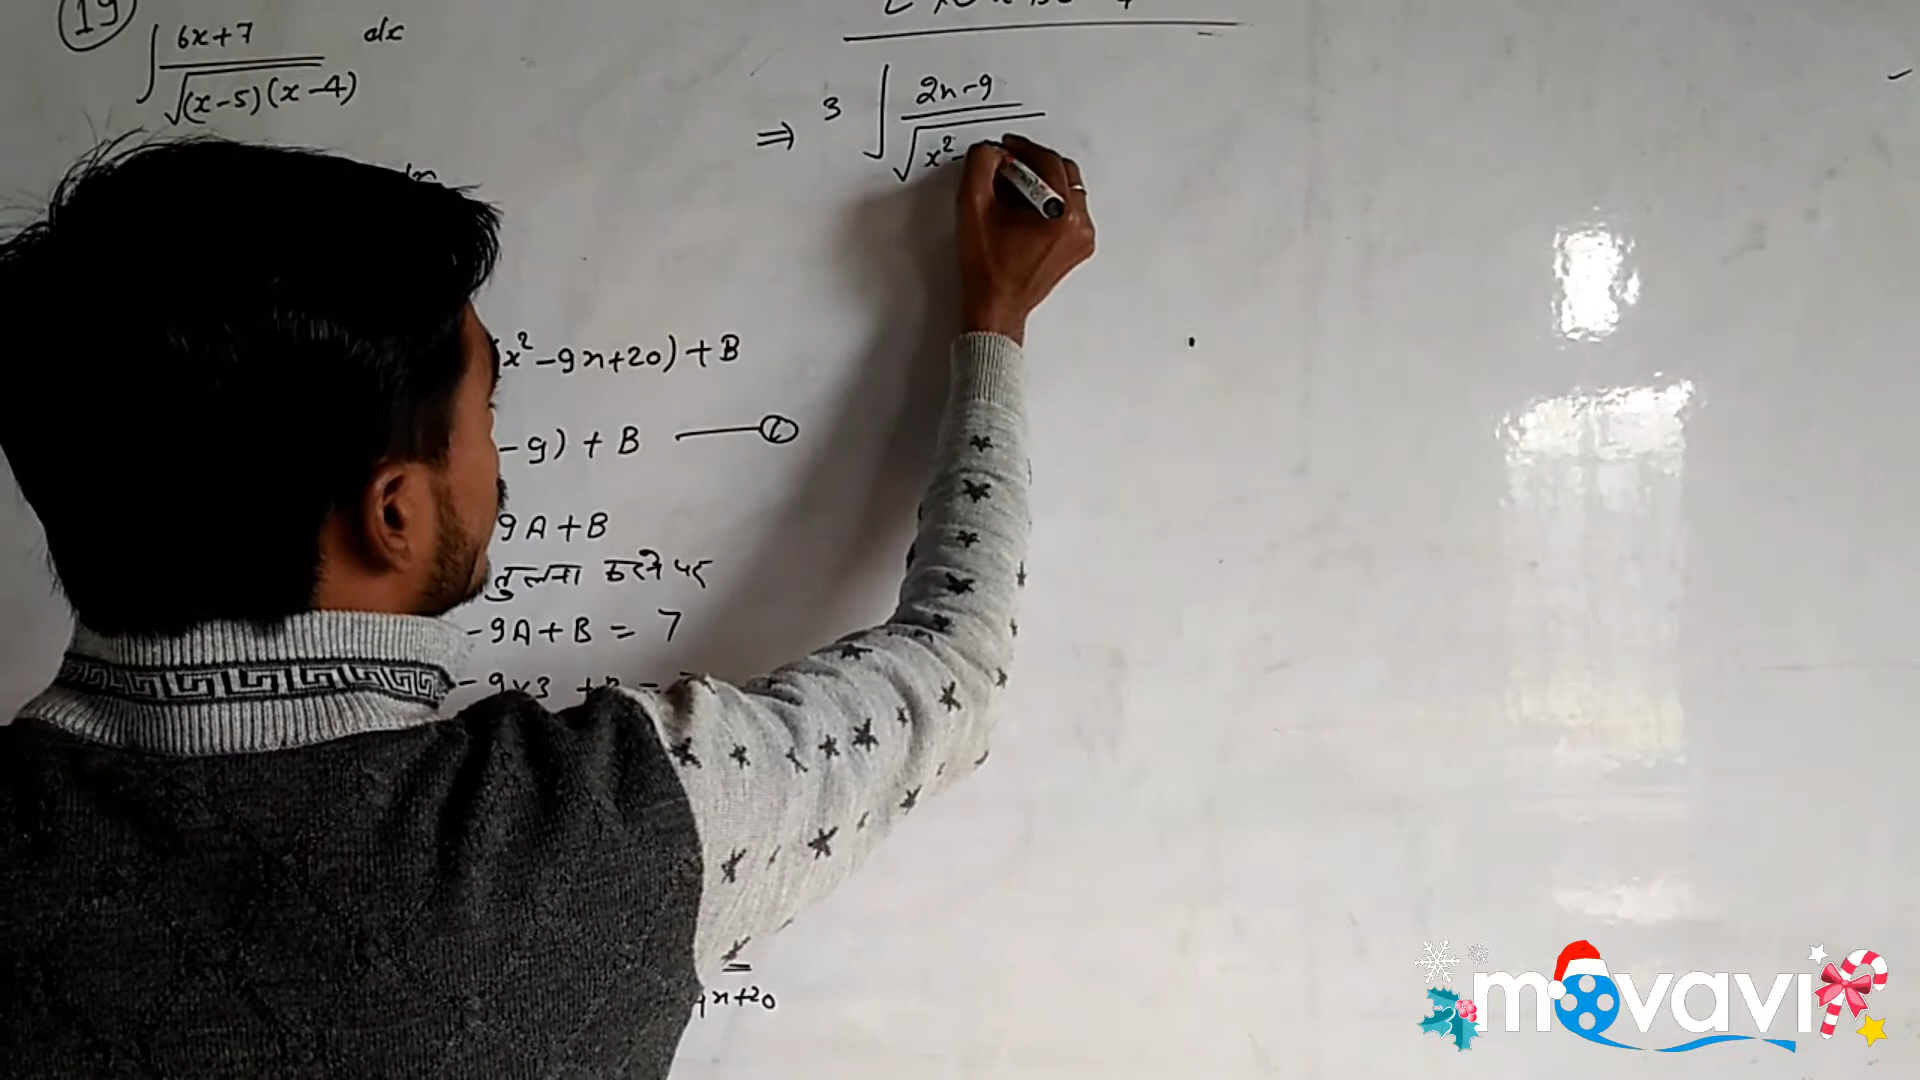 19
∫ 6x+7 / √(x-5)(x-4) dx
x² -9x+20) + B
-9) + B
9A + B
तुलना करने पर
-9A + B = 7
-9×3 +B =
9x+20
⇒ 3 ∫ 2x-9 / √x² -
movavi